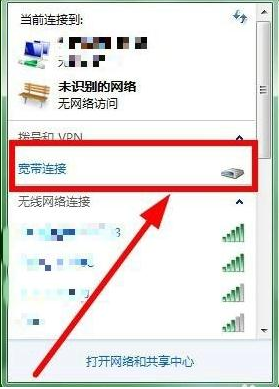 当前连接到:
未识别的网络
无网络访问
拨号和 VPN
宽带连接
无线网络连接
3
打开网络和共享中心